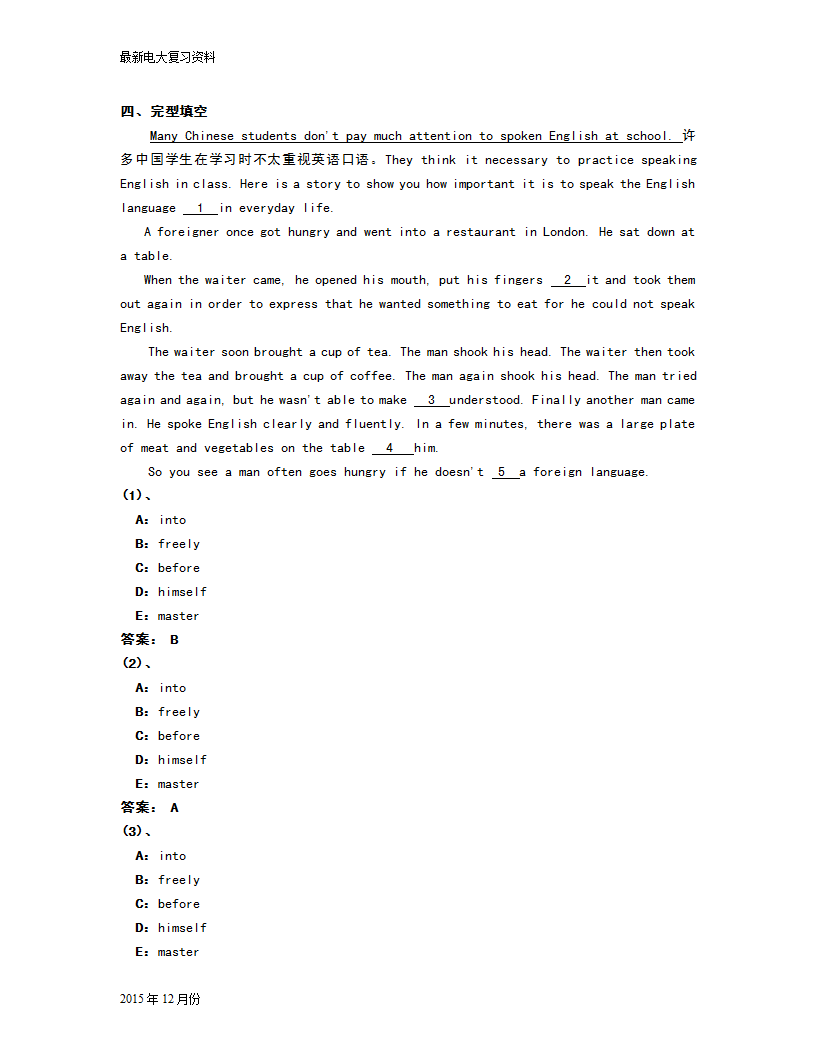 最新电大复习资料
四、完型填空
Many Chinese students don't pay much attention to spoken English at school. 许
多中国学生在学习时不太重视英语口语。They think it necessary to practice speaking
English in class. Here is a story to show you how important it is to speak the English
language 1 in everyday life.
A foreigner once got hungry and went into a restaurant in London. He sat down at
a table.
When the waiter came, he opened his mouth, put his fingers 2 it and took them
out again in order to express that he wanted something to eat for he could not speak
English.
The waiter soon brought a cup of tea. The man shook his head. The waiter then took
away the tea and brought a cup of coffee. The man again shook his head. The man tried
again and again, but he wasn't able to make 3 understood. Finally another man came
in. He spoke English clearly and fluently. In a few minutes, there was a large plate
of meat and vegetables on the table 4 him.
So you see a man often goes hungry if he doesn't 5 a foreign language.
(1)、
A：into
B：freely
C：before
D：himself
E：master
答案： B
(2)、
A：into
B：freely
C：before
D：himself
E：master
答案： A
(3)、
A：into
B：freely
C：before
D：himself
E：master
2015 年 12 月份